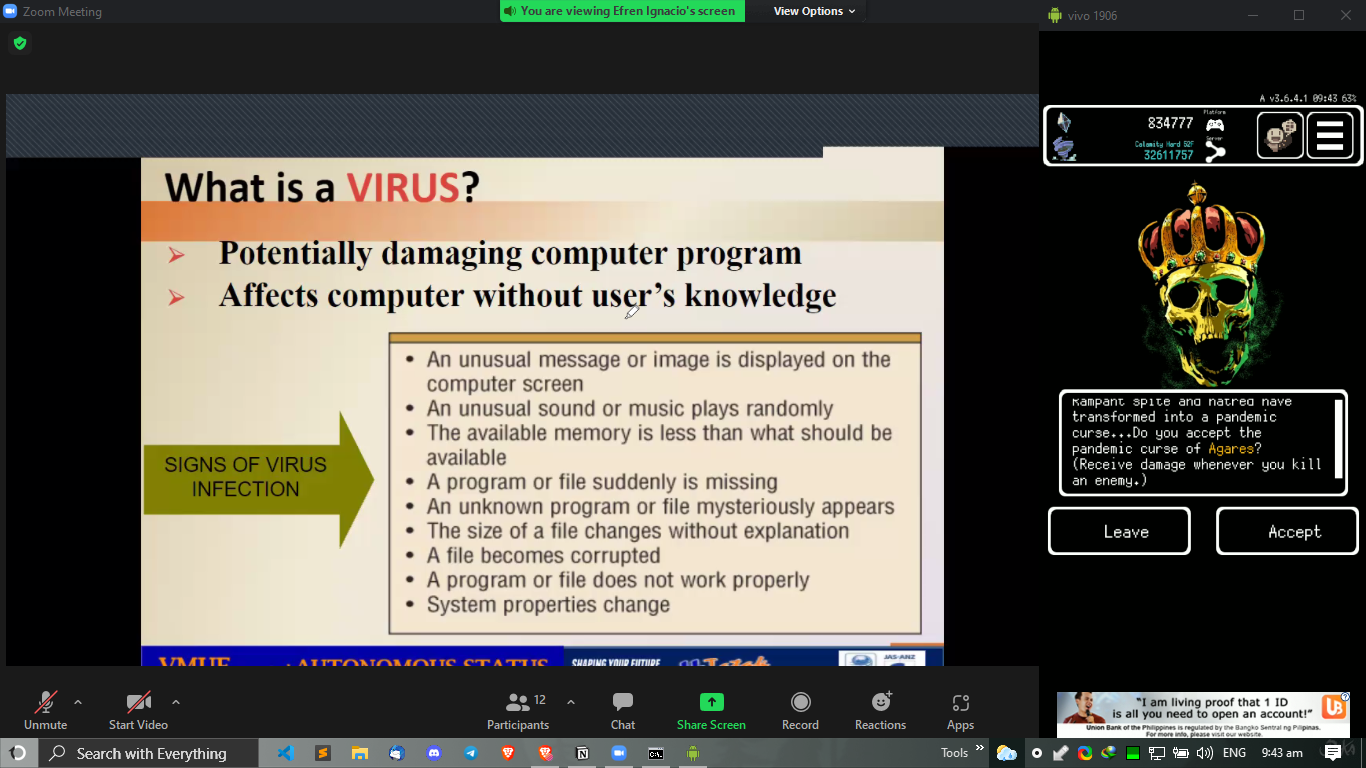 Zoom Meeting
You are viewing Efren Ignacio's screen
View Options
vivo 1906
A v3.6.4.1 09:43 63%
Platform
834777
Server
Calamity Hard 52F
32611757
What is a VIRUS?
Potentially damaging computer program
Affects computer without user's knowledge
SIGNS OF VIRUS
INFECTION
• An unusual message or image is displayed on the
computer screen
• An unusual sound or music plays randomly
• The available memory is less than what should be
available
• A program or file suddenly is missing
• An unknown program or file mysteriously appears
• The size of a file changes without explanation
• A file becomes corrupted
• A program or file does not work properly
• System properties change
Rampant spite and hatred have
transformed into a pandemic
curse...Do you accept the
pandemic curse of Agares?
(Receive damage whenever you kill
an enemy.)
Leave
Accept
AUTONOMOUS STATUS
SHAPING YOUR FUTURE
JAS-ANZ
Unmute
Start Video
Participants
12
Chat
Share Screen
Record
Reactions
Apps
"I am living proof that 1 ID
is all you need to open an account!"
Union Bank of the Philippines is regulated by the Bangko Sentral ng Pilipinas.
For more info, please visit our website.
UB
Search with Everything
Tools
ENG
9:43 am